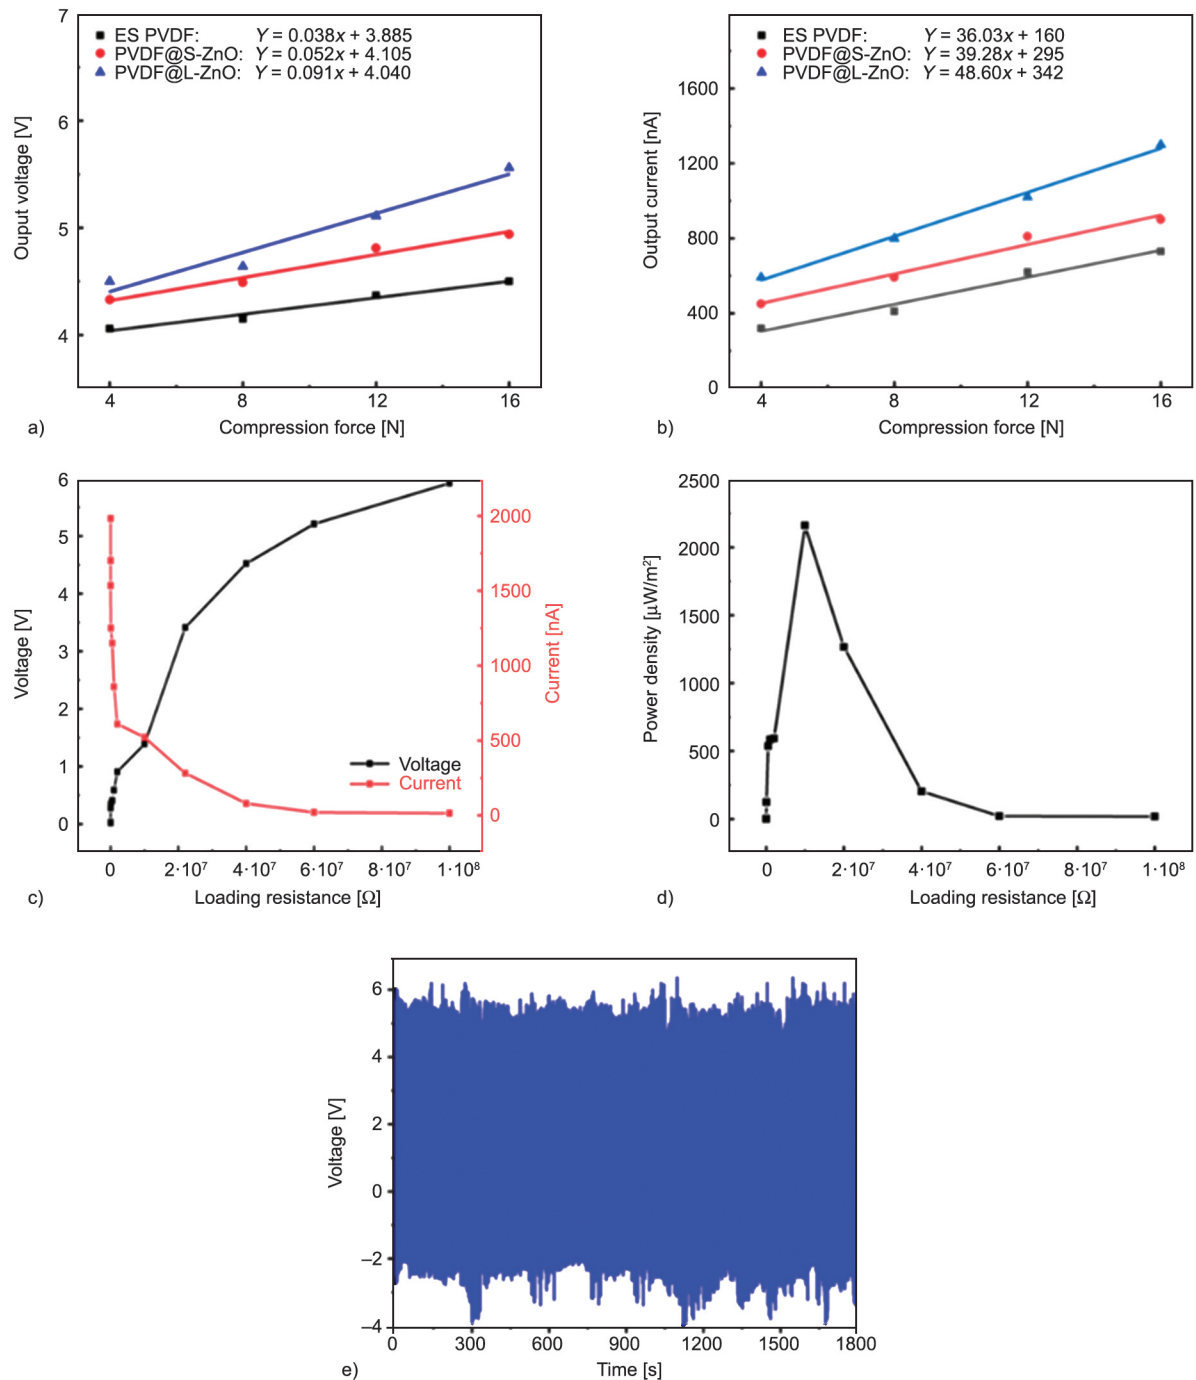 7
6
5
4
Ouput voltage [V]
ES PVDF: Y = 0.038x + 3.885
PVDF@S-ZnO: Y = 0.052x + 4.105
PVDF@L-ZnO: Y = 0.091x + 4.040
4 8 12 16
Compression force [N]
a)
1600
1200
800
400
0
Output current [nA]
ES PVDF: Y = 36.03x + 160
PVDF@S-ZnO: Y = 39.28x + 295
PVDF@L-ZnO: Y = 48.60x + 342
4 8 12 16
Compression force [N]
b)
6
5
4
3
2
1
0
Voltage [V]
2000
1500
1000
500
0
Current [nA]
Voltage
Current
0 2·10⁷ 4·10⁷ 6·10⁷ 8·10⁷ 1·10⁸
Loading resistance [Ω]
c)
2500
2000
1500
1000
500
0
Power density [μW/m²]
0 2·10⁷ 4·10⁷ 6·10⁷ 8·10⁷ 1·10⁸
Loading resistance [Ω]
d)
6
4
2
0
–2
–4
Voltage [V]
0 300 600 900 1200 1500 1800
Time [s]
e)